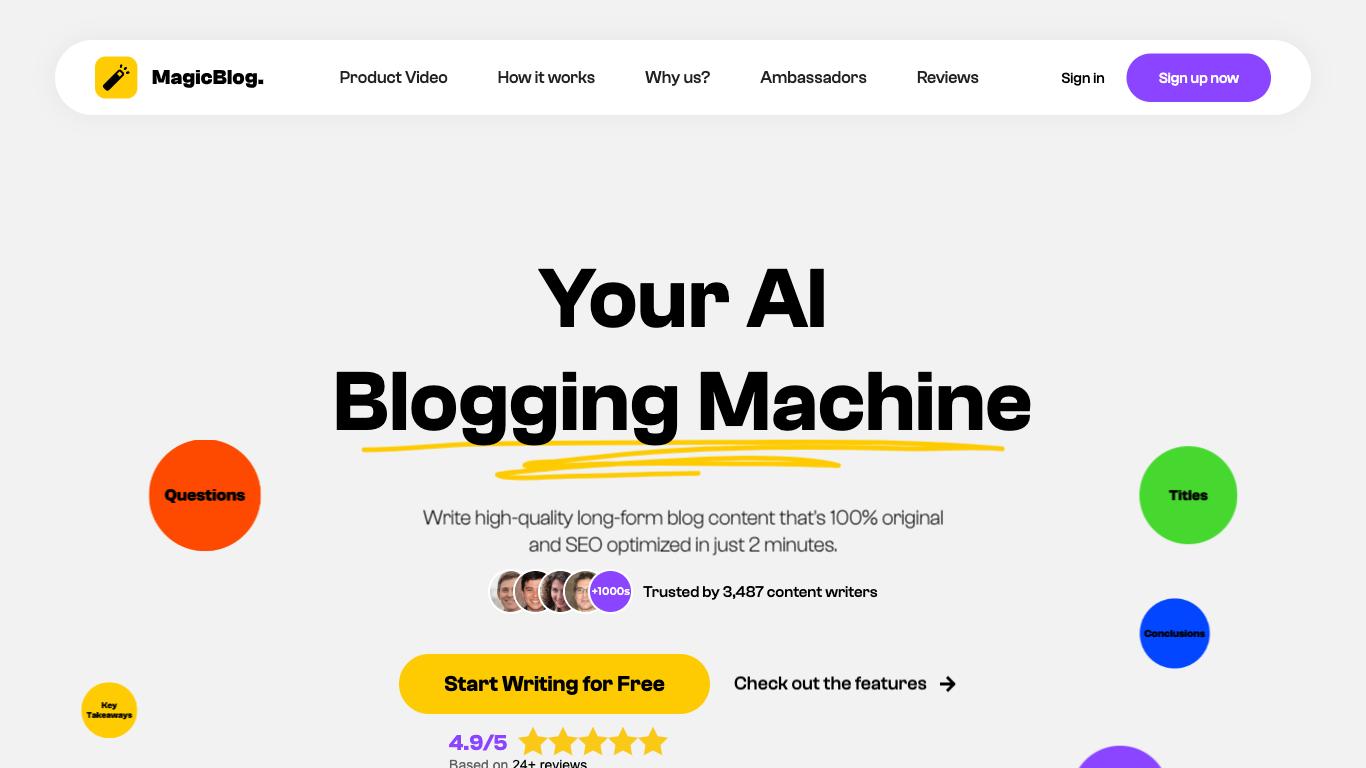 MagicBlog.
Product Video
How it works
Why us?
Ambassadors
Reviews
Sign in
Sign up now
Your AI
Blogging Machine
Questions
Titles
Write high-quality long-form blog content that's 100% original
and SEO optimized in just 2 minutes.
+1000s
Trusted by 3,487 content writers
Conclusions
Start Writing for Free
Check out the features
Key
Takeaways
4.9/5
Based on 24+ reviews